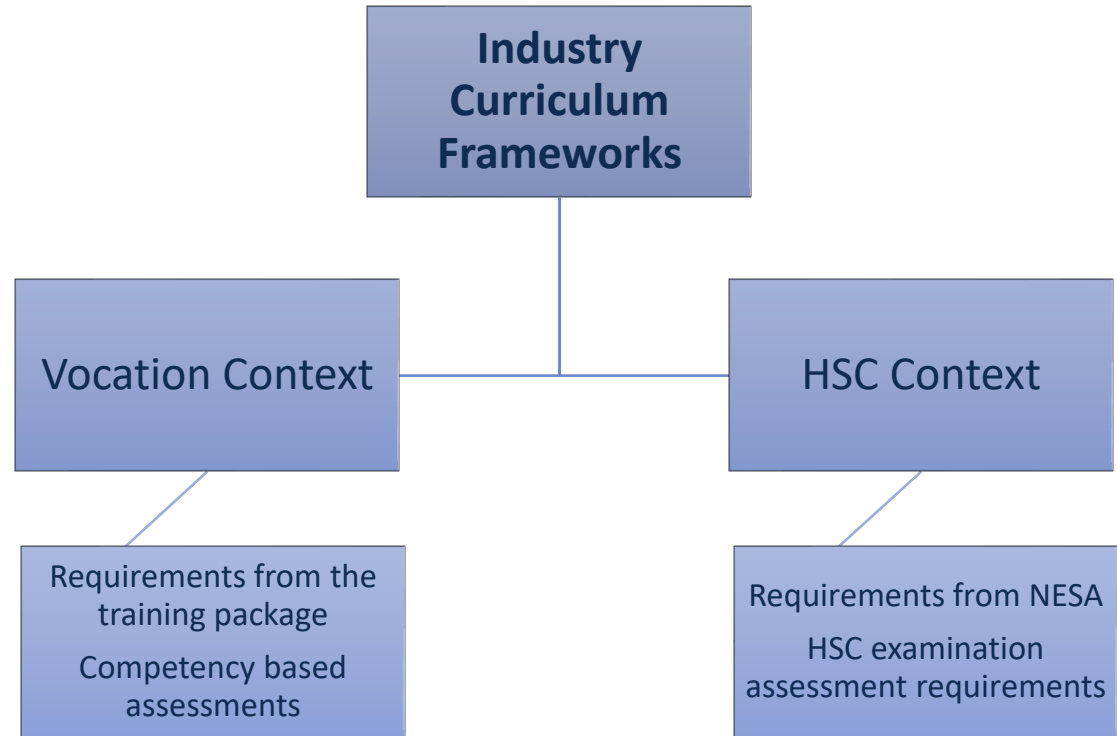 Industry
Curriculum
Frameworks
Vocation Context
HSC Context
Requirements from the
training package
Competency based
assessments
Requirements from NESA
HSC examination
assessment requirements